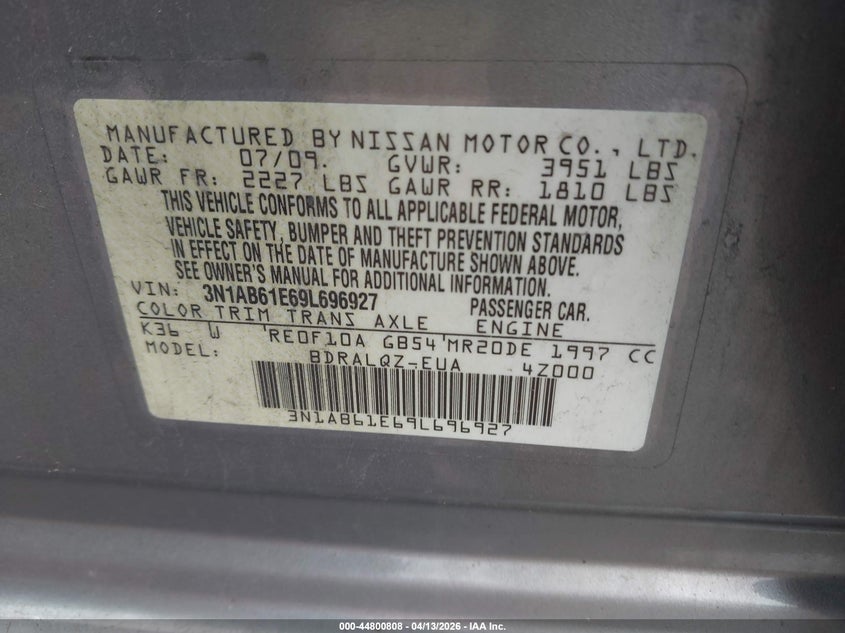 MANUFACTURED BY NISSAN MOTOR CO., LTD.
DATE: 07/09. GVWR: 3951 LBS
GAWR FR: 2227 LBS GAWR RR: 1810 LBS
THIS VEHICLE CONFORMS TO ALL APPLICABLE FEDERAL MOTOR,
VEHICLE SAFETY, BUMPER AND THEFT PREVENTION STANDARDS
IN EFFECT ON THE DATE OF MANUFACTURE SHOWN ABOVE.
SEE OWNER'S MANUAL FOR ADDITIONAL INFORMATION.
VIN: 3N1AB61E69L696927 PASSENGER CAR.
COLOR TRIM TRANS AXLE ENGINE
K36 W RE0F10A GB54 MR20DE 1997 CC
MODEL: BDRALQZ-EUA 4Z000
3N1AB61E69L696927
000-44800808 | 04/13/2026 - IAA Inc.